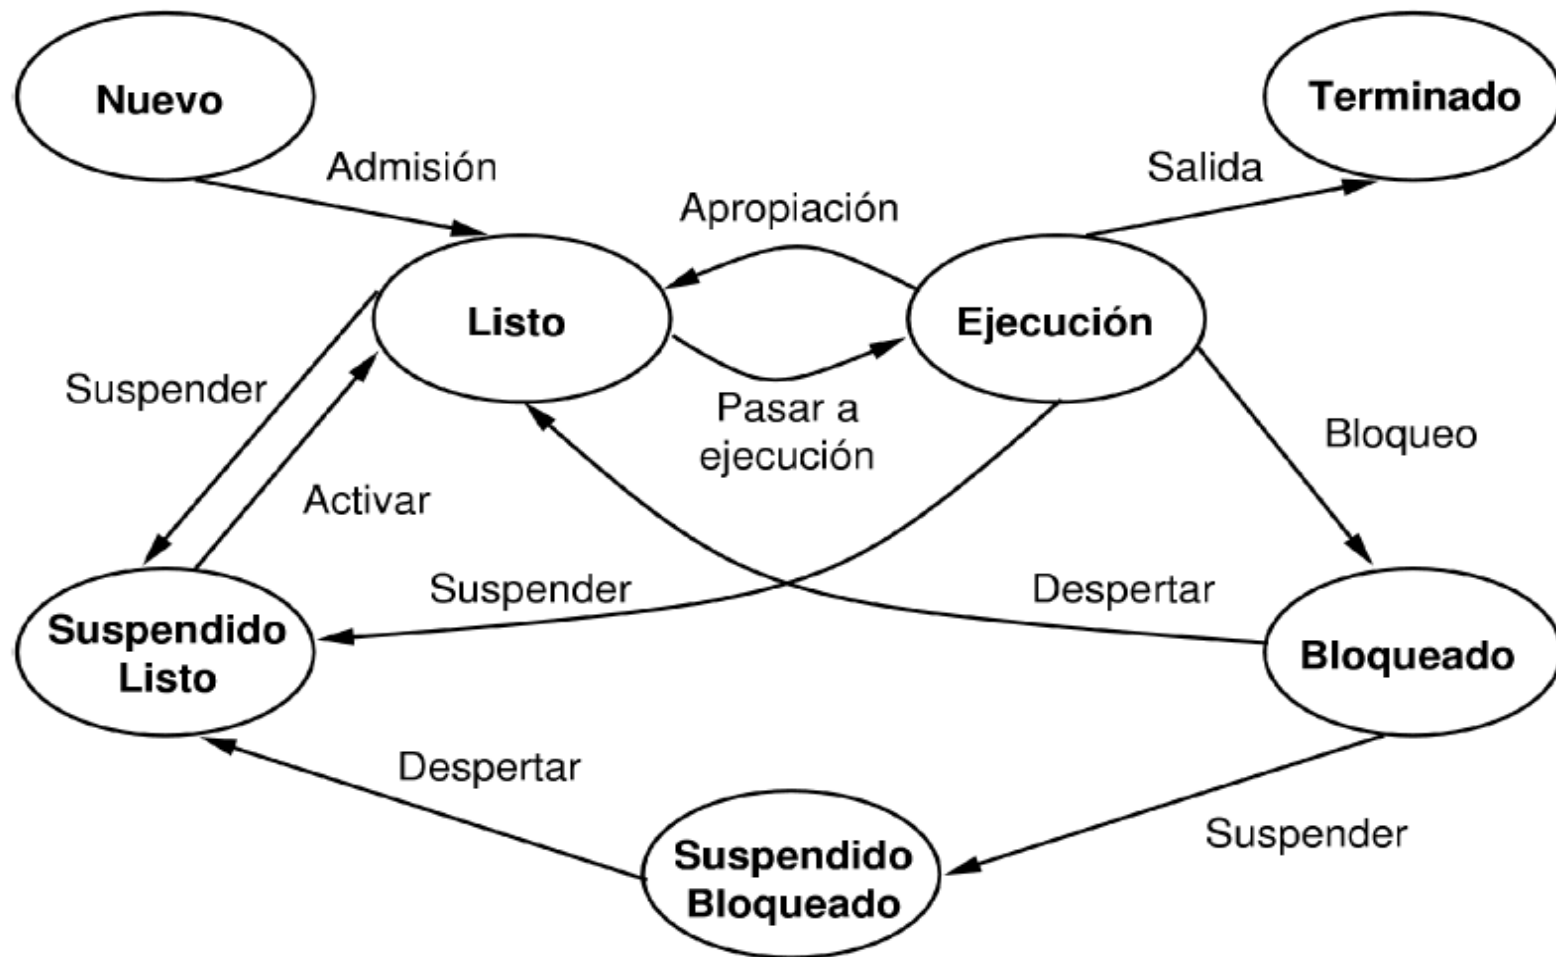 Nuevo
Terminado
Admisión
Salida
Apropiación
Listo
Ejecución
Suspender
Pasar a
ejecución
Bloqueo
Activar
Suspender
Despertar
Suspendido
Listo
Bloqueado
Despertar
Suspender
Suspendido
Bloqueado